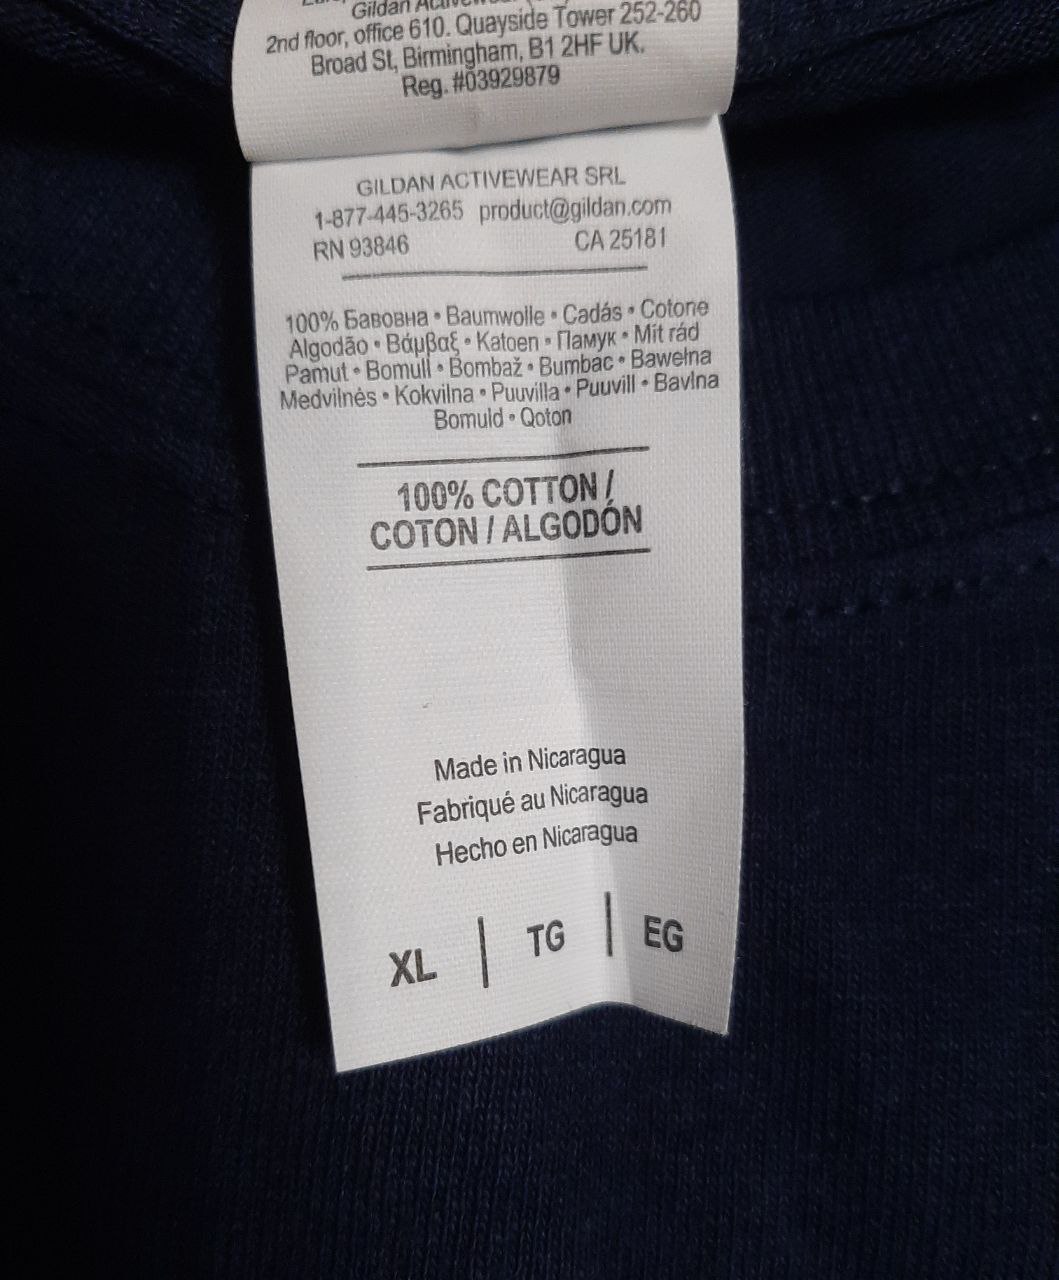 Gildan
2nd floor, office 610. Quayside Tower 252-260
Broad St, Birmingham, B1 2HF UK.
Reg. #03929879
GILDAN ACTIVEWEAR SRL
1-877-445-3265 product@gildan.com
RN 93846 CA 25181
100% Бавовна • Baumwolle • Cadás • Cotone
Algodão • Βάμβαξ • Katoen • Памук • Mit rád
Pamut • Bomull • Bombaž • Bumbac • Bawełna
Medvilnės • Kokvilna • Puuvilla • Puuvill • Bavlna
Bomuld • Qoton
100% COTTON /
COTON / ALGODÓN
Made in Nicaragua
Fabriqué au Nicaragua
Hecho en Nicaragua
XL | TG | EG